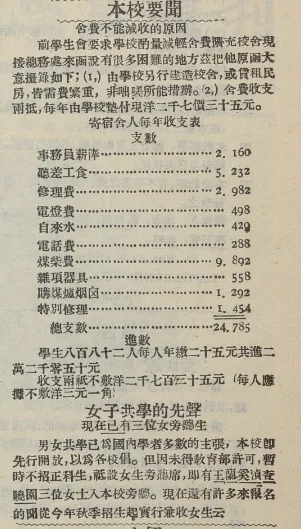 本校要聞
舍費不能減收的原因
前學生會要求學校酌量減輕舍費擴充校舍現
接總務處來函說有很多困難的地方茲把他原函大
意撮錄如下；(1,) 由學校另行建造校舍，或賃租民
房，皆需費繁重，非咄嗟所能措辦。(2,) 舍費收支
兩抵，每年由學校墊付現洋二千七價三十五元。
寄宿舍人每年收支表
支數
事務員薪滓⋯⋯2. 160
聽差工食⋯⋯5. 232
修理費⋯⋯2. 982
電燈費⋯⋯498
自來水⋯⋯429
電話費⋯⋯288
煤柴費⋯⋯9. 892
雜項器具⋯⋯558
牆煤爐烟囪⋯⋯1. 292
特別修理⋯⋯1. 454
總支數⋯⋯24.785
進數
學生八百八十二人每人年繳二十五元共進二
萬二千零五十元
收支兩祗不敷洋二千七百三十五元 (每人應
攤不敷洋三元一角)
女子共學的先聲
現在已有三位女旁聽生
男女共學已爲國內學者多數的主張，本校卽
先行開放，以爲各校倡。但因未得敎育部許可，暫
時不招正科生，祗設女生旁聽席，卽有王蘭奚湞查
曉園三位女士入本校旁聽。現在還有許多來報名
的聞從今年秋季招生起實行兼收女生云